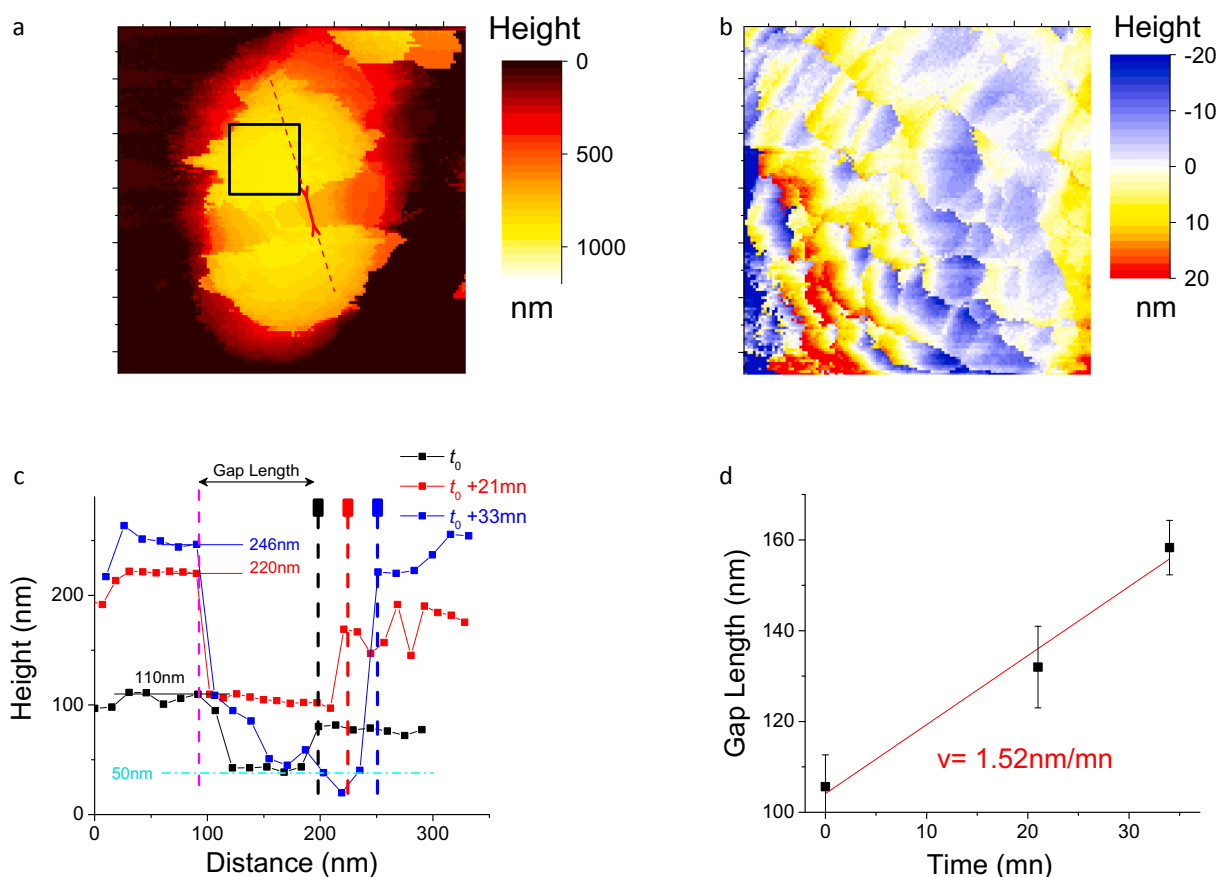 a
Height
0
500
1000
nm
b
Height
-20
-10
0
10
20
nm
c
Gap Length
t0
t0 +21mn
t0 +33mn
246nm
220nm
110nm
50nm
200
100
0
Height (nm)
0
100
200
300
Distance (nm)
d
160
140
120
100
Gap Length (nm)
v= 1.52nm/mn
0
10
20
30
Time (mn)